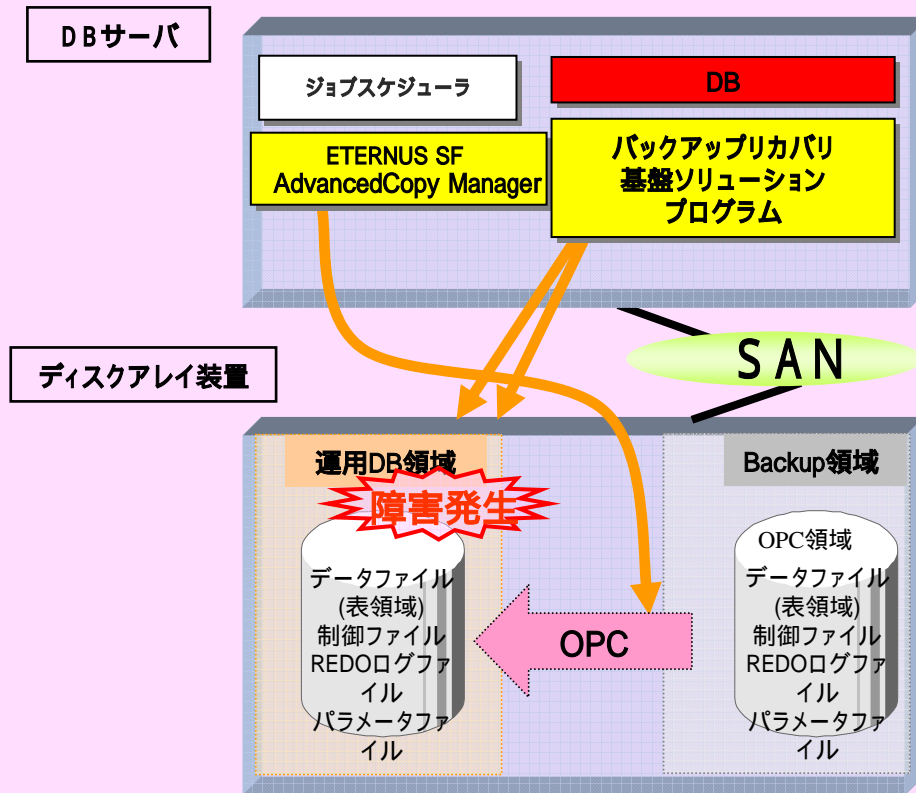 DBサーバ
ジョブスケジューラ
DB
ETERNUS SF
AdvancedCopy Manager
バックアップリカバリ
基盤ソリューション
プログラム
SAN
ディスクアレイ装置
運用DB領域
障害発生
Backup領域
データファイル
(表領域)
制御ファイル
REDOログファ
イル
パラメータファ
イル
OPC
OPC領域
データファイル
(表領域)
制御ファイル
REDOログファ
イル
パラメータファ
イル